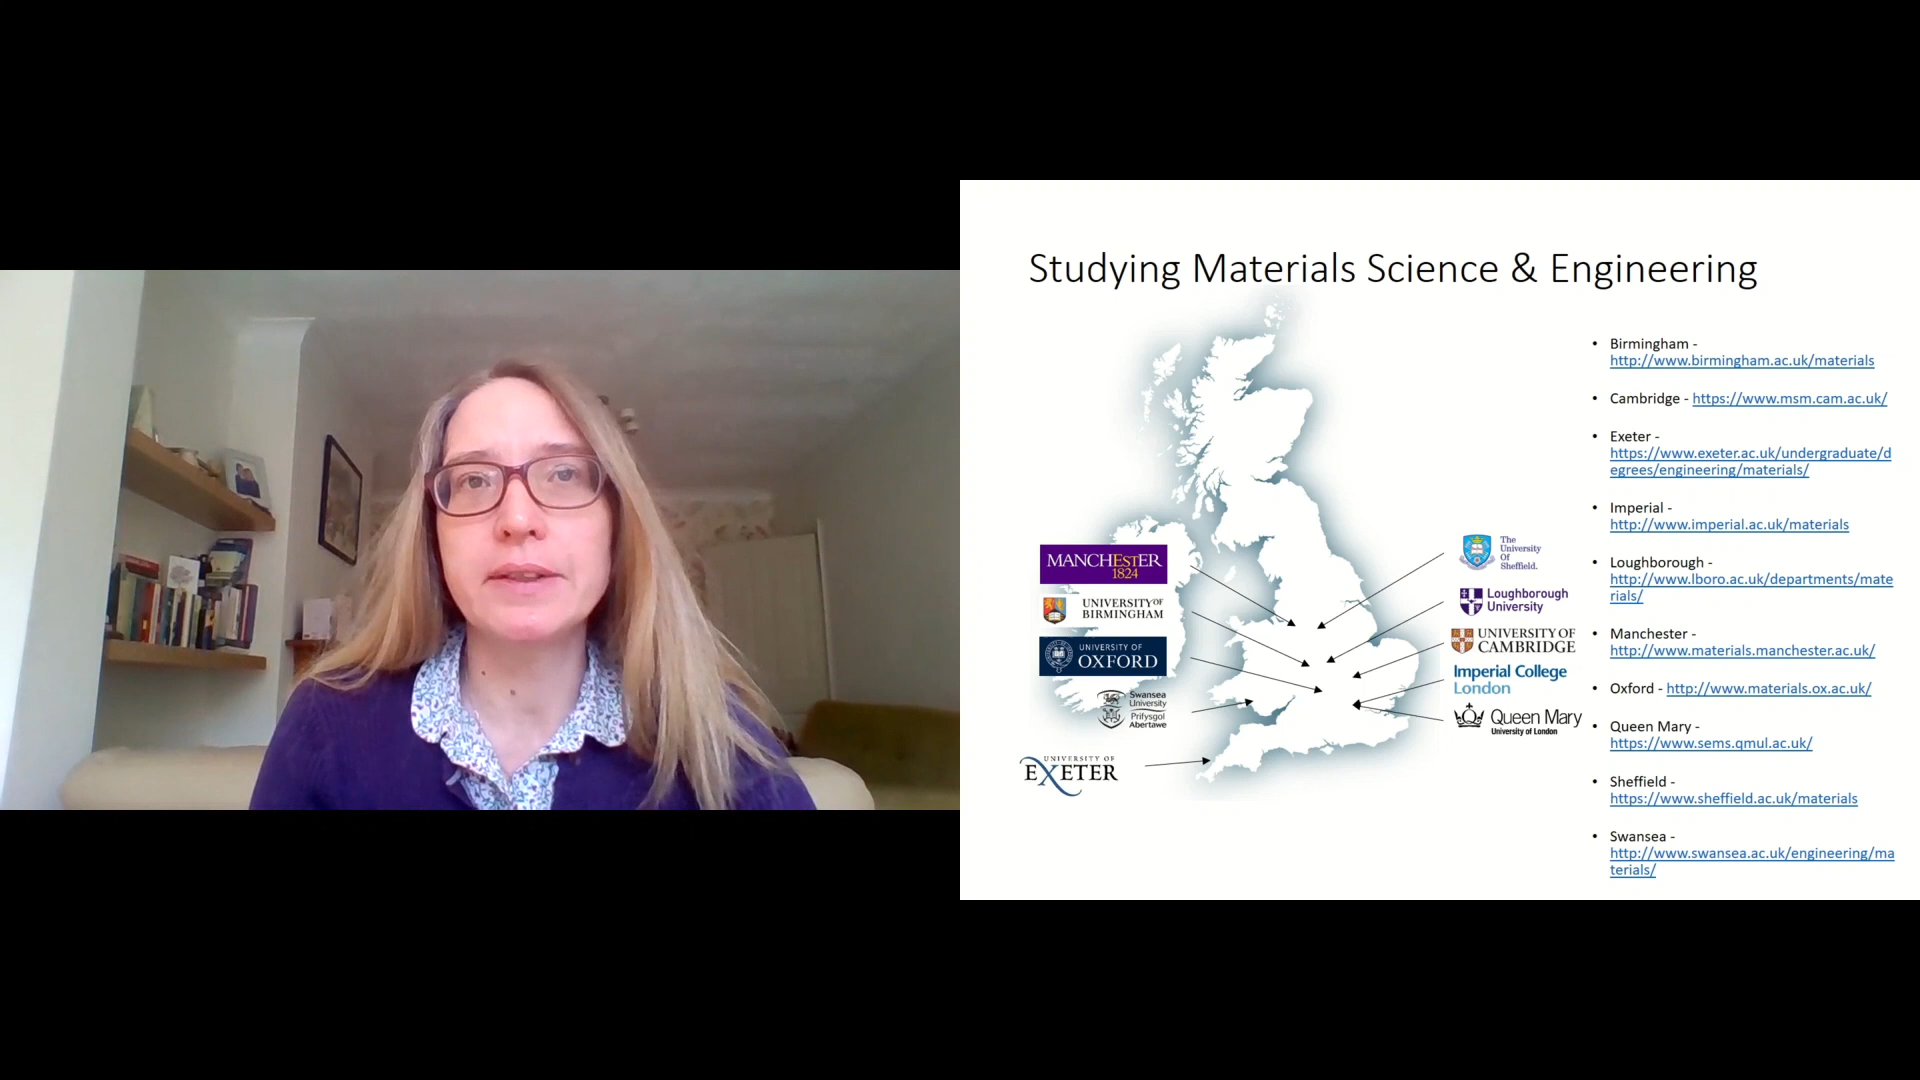 Studying Materials Science & Engineering
MANCHESTER
1824
UNIVERSITYOF
BIRMINGHAM
UNIVERSITY OF
OXFORD
Swansea
University
Prifysgol
Abertawe
UNIVERSITY OF
EXETER
The
University
Of
Sheffield.
Loughborough
University
UNIVERSITY OF
CAMBRIDGE
Imperial College
London
Queen Mary
University of London
• Birmingham -
http://www.birmingham.ac.uk/materials
• Cambridge - https://www.msm.cam.ac.uk/
• Exeter -
https://www.exeter.ac.uk/undergraduate/d
egrees/engineering/materials/
• Imperial -
http://www.imperial.ac.uk/materials
• Loughborough -
http://www.lboro.ac.uk/departments/mate
rials/
• Manchester -
http://www.materials.manchester.ac.uk/
• Oxford - http://www.materials.ox.ac.uk/
• Queen Mary -
https://www.sems.qmul.ac.uk/
• Sheffield -
https://www.sheffield.ac.uk/materials
• Swansea -
http://www.swansea.ac.uk/engineering/ma
terials/